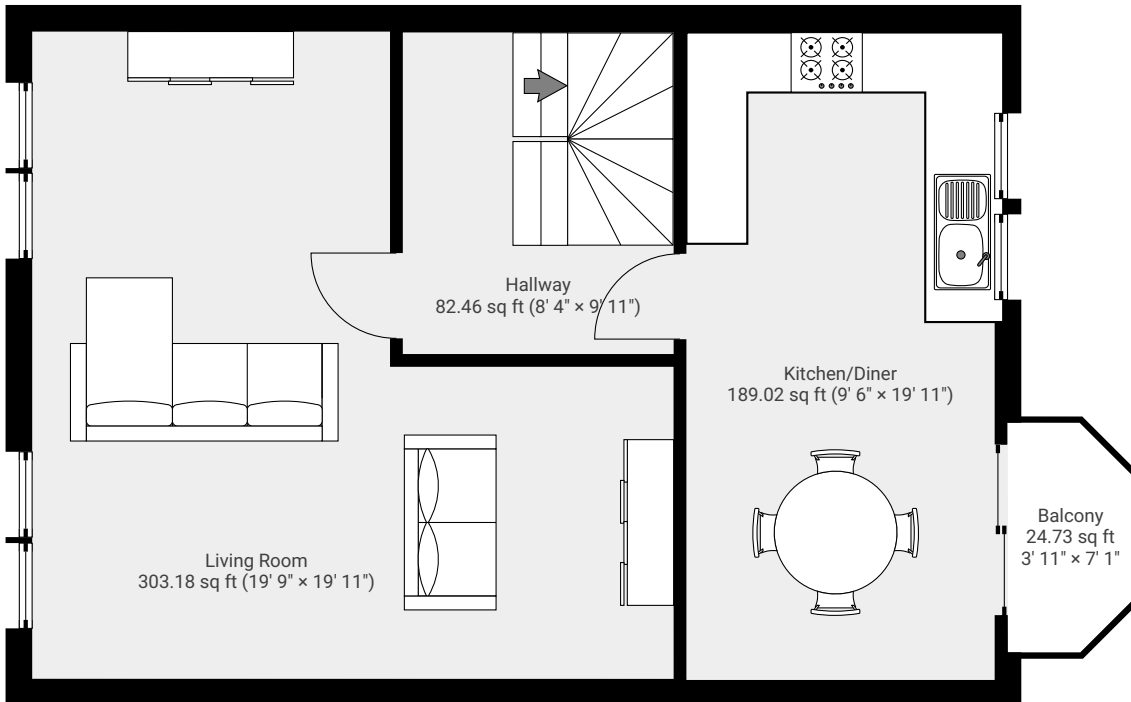 Hallway
82.46 sq ft (8' 4" × 9' 11")
Kitchen/Diner
189.02 sq ft (9' 6" × 19' 11")
Balcony
24.73 sq ft
3' 11" × 7' 1"
Living Room
303.18 sq ft (19' 9" × 19' 11")